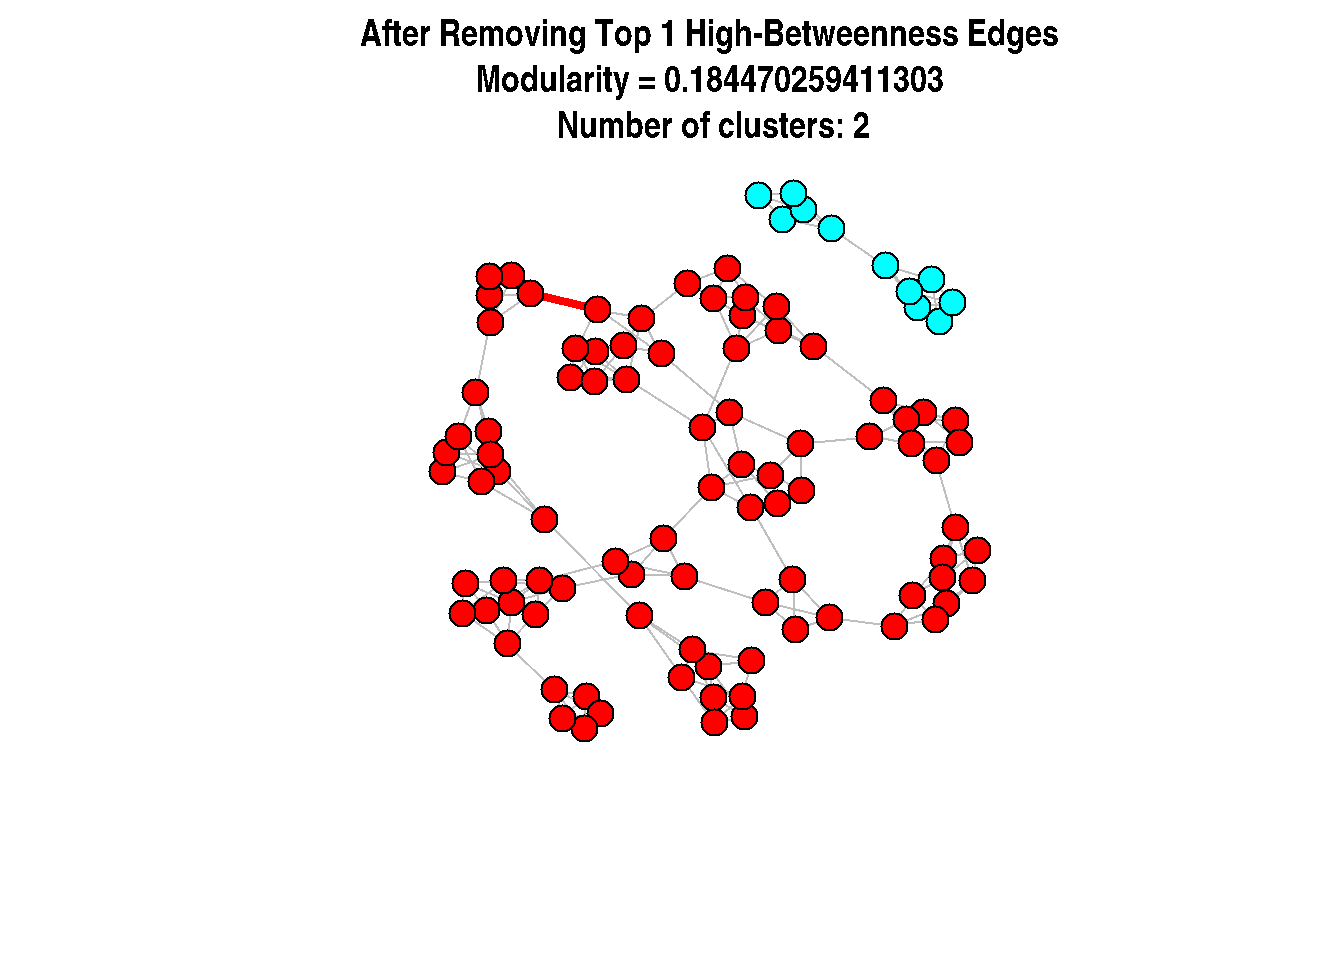 After Removing Top 1 High-Betweenness Edges
Modularity = 0.184470259411303
Number of clusters: 2